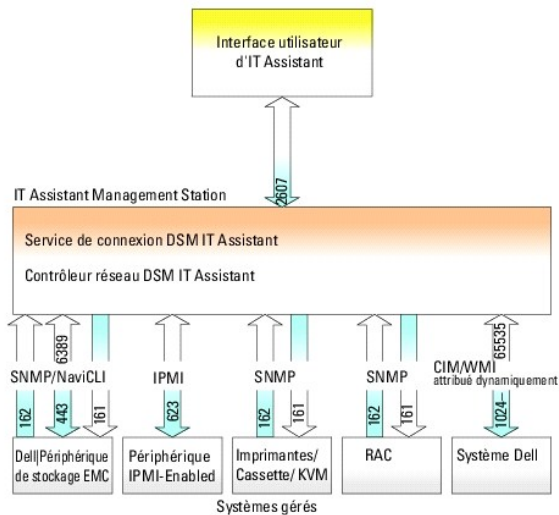 Interface utilisateur
d'IT Assistant
2607
IT Assistant Management Station
Service de connexion DSM IT Assistant
Contrôleur réseau DSM IT Assistant
6389
65535
SNMP/NaviCLI
IPMI
SNMP
SNMP
CIM/WMI
attribué dynamiquement
162
443
161
623
162
161
162
161
1024-
Dell|Périphérique
de stockage EMC
Périphérique
IPMI-Enabled
Imprimantes/
Cassette/ KVM
RAC
Système Dell
Systèmes gérés